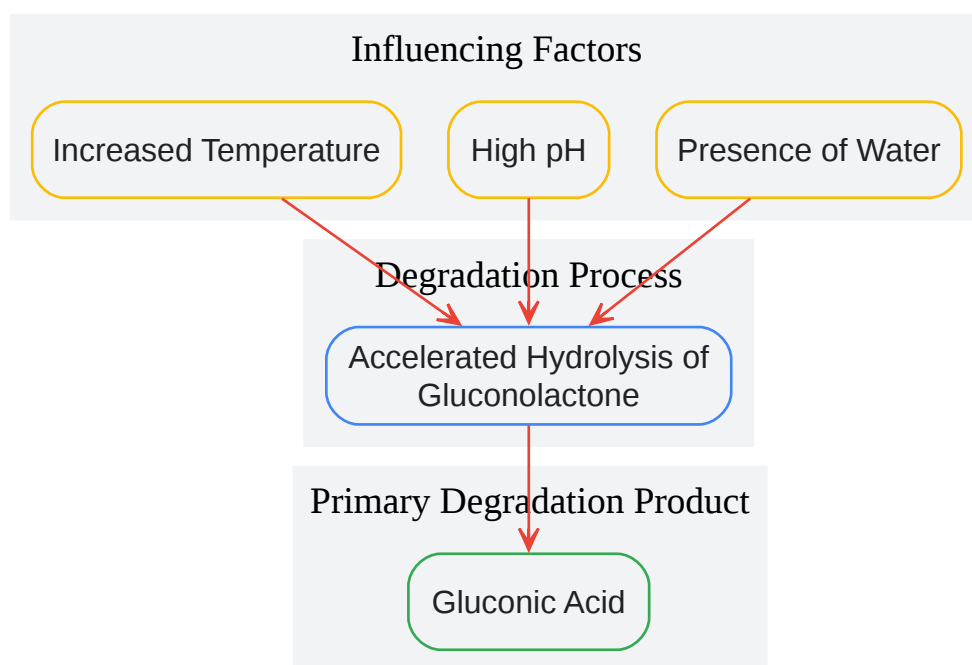 Influencing Factors
Increased Temperature
High pH
Presence of Water
Degradation Process
Accelerated Hydrolysis of
Gluconolactone
Primary Degradation Product
Gluconic Acid